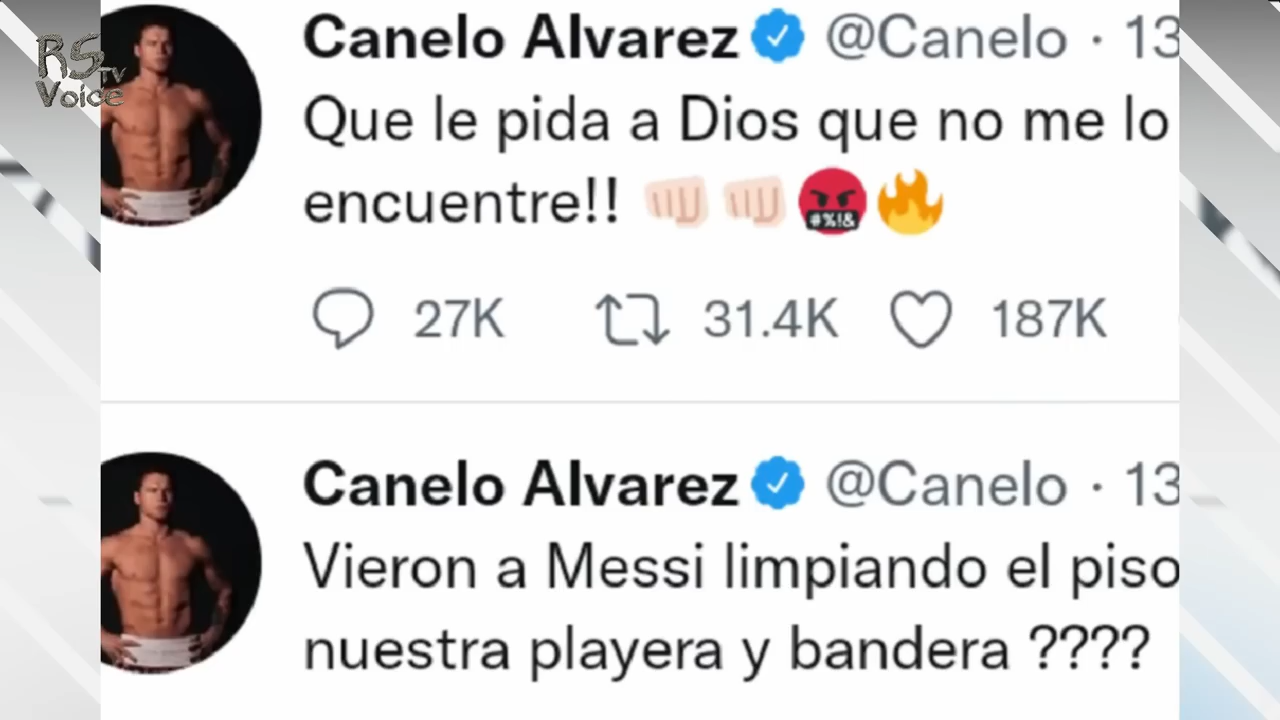 RS TV
Voice
Canelo Alvarez @Canelo · 13
Que le pida a Dios que no me lo
encuentre!! 👊🏻👊🏻🤬🔥
27K 31.4K 187K
Canelo Alvarez @Canelo · 13
Vieron a Messi limpiando el piso
nuestra playera y bandera ????